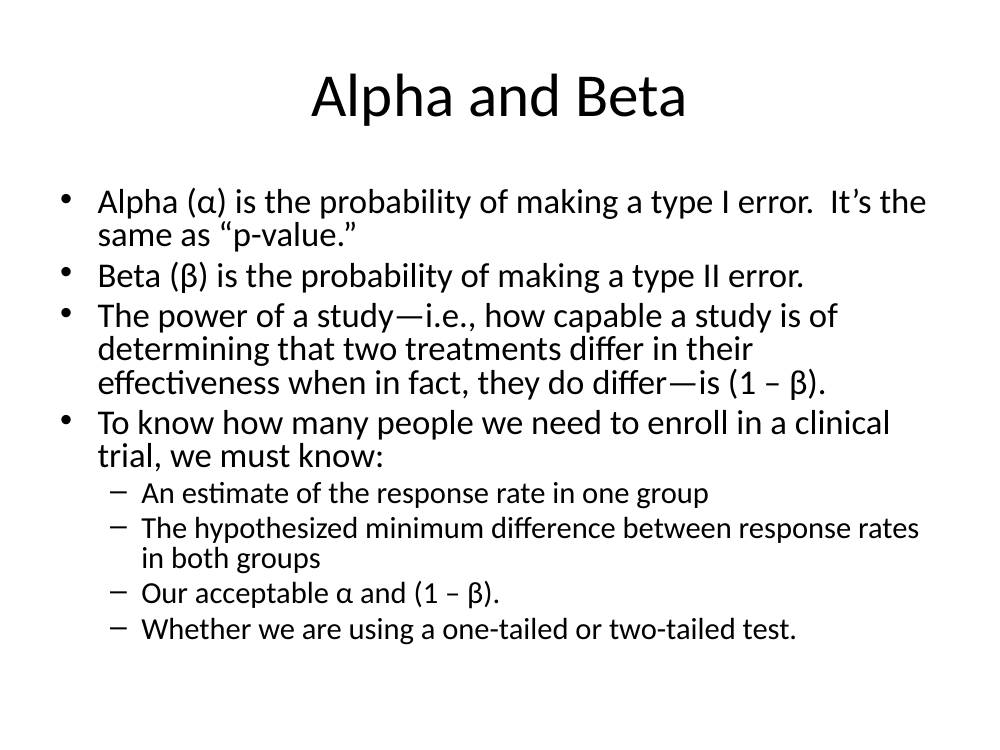 Alpha and Beta
• Alpha (α) is the probability of making a type I error.  It’s the
same as “p-value.”
• Beta (β) is the probability of making a type II error.
• The power of a study—i.e., how capable a study is of
determining that two treatments differ in their
effectiveness when in fact, they do differ—is (1 – β).
• To know how many people we need to enroll in a clinical
trial, we must know:
– An estimate of the response rate in one group
– The hypothesized minimum difference between response rates
in both groups
– Our acceptable α and (1 – β).
– Whether we are using a one-tailed or two-tailed test.